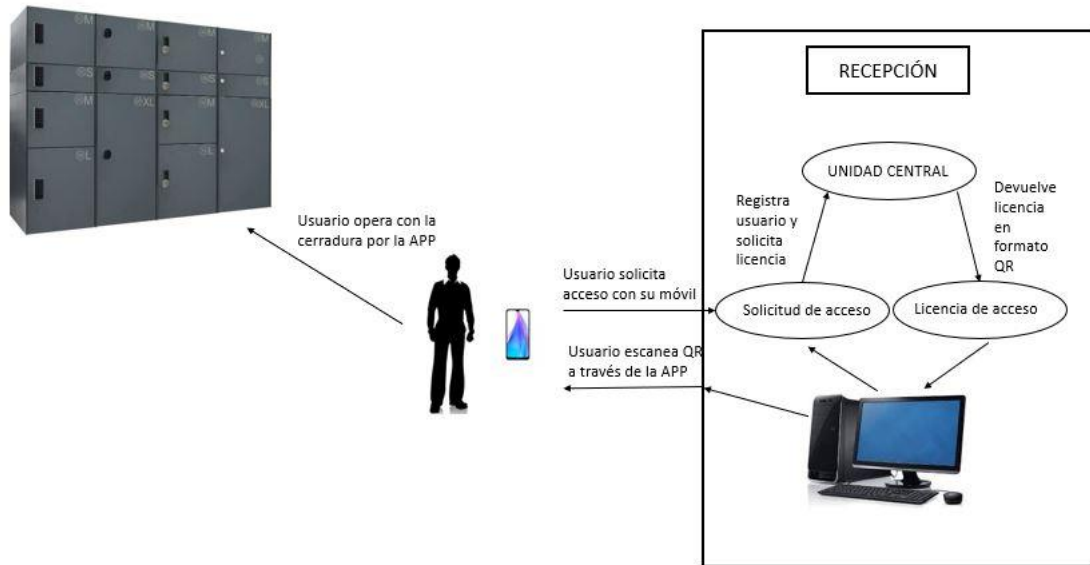 M
M
M
M
S
S
S
S
M
XL
M
XL
L
L
RECEPCIÓN
UNIDAD CENTRAL
Registra
usuario y
solicita
licencia
Devuelve
licencia
en
formato
QR
Usuario opera con la
cerradura por la APP
Usuario solicita
acceso con su móvil
Solicitud de acceso
Licencia de acceso
Usuario escanea QR
a través de la APP